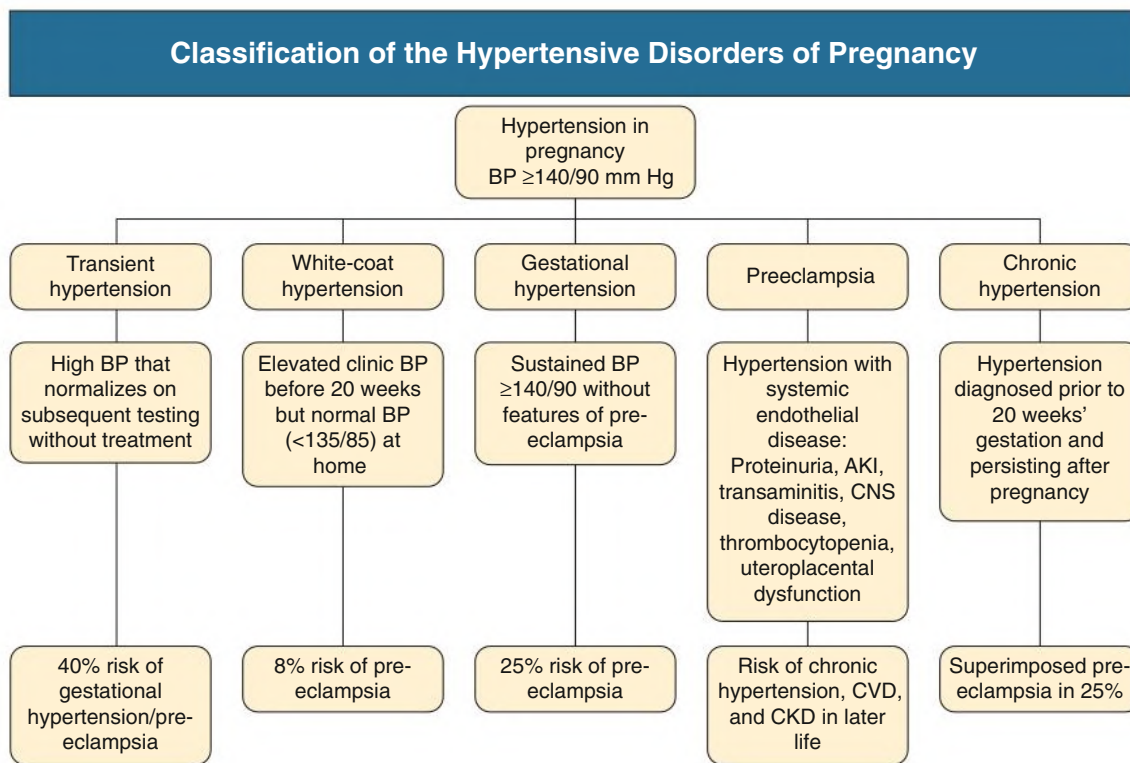 Classification of the Hypertensive Disorders of Pregnancy
Hypertension in
pregnancy
BP ≥140/90 mm Hg
Transient
hypertension
White-coat
hypertension
Gestational
hypertension
Preeclampsia
Chronic
hypertension
High BP that
normalizes on
subsequent testing
without treatment
Elevated clinic BP
before 20 weeks
but normal BP
(<135/85) at
home
Sustained BP
≥140/90 without
features of pre-
eclampsia
Hypertension with
systemic
endothelial
disease:
Proteinuria, AKI,
transaminitis, CNS
disease,
thrombocytopenia,
uteroplacental
dysfunction
Hypertension
diagnosed prior to
20 weeks’
gestation and
persisting after
pregnancy
40% risk of
gestational
hypertension/pre-
eclampsia
8% risk of pre-
eclampsia
25% risk of pre-
eclampsia
Risk of chronic
hypertension, CVD,
and CKD in later
life
Superimposed pre-
eclampsia in 25%